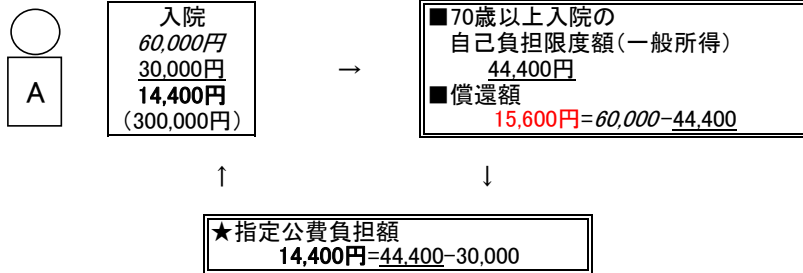 A
入院
60,000円
30,000円
14,400円
（300,000円）
→
■70歳以上入院の
自己負担限度額（一般所得）
44,400円
■償還額
15,600円=60,000−44,400
↑
↓
★指定公費負担額
14,400円=44,400−30,000